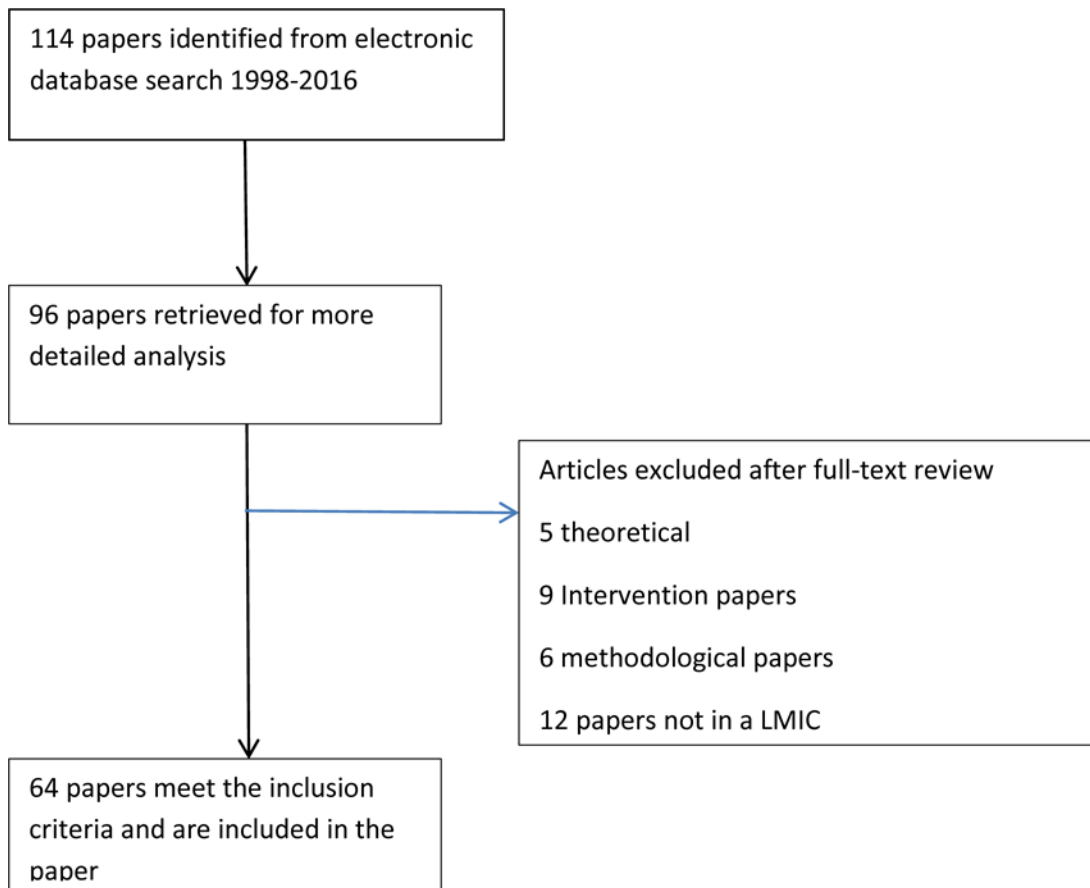 114 papers identified from electronic
database search 1998-2016
96 papers retrieved for more
detailed analysis
Articles excluded after full-text review
5 theoretical
9 Intervention papers
6 methodological papers
12 papers not in a LMIC
64 papers meet the inclusion
criteria and are included in the
paper